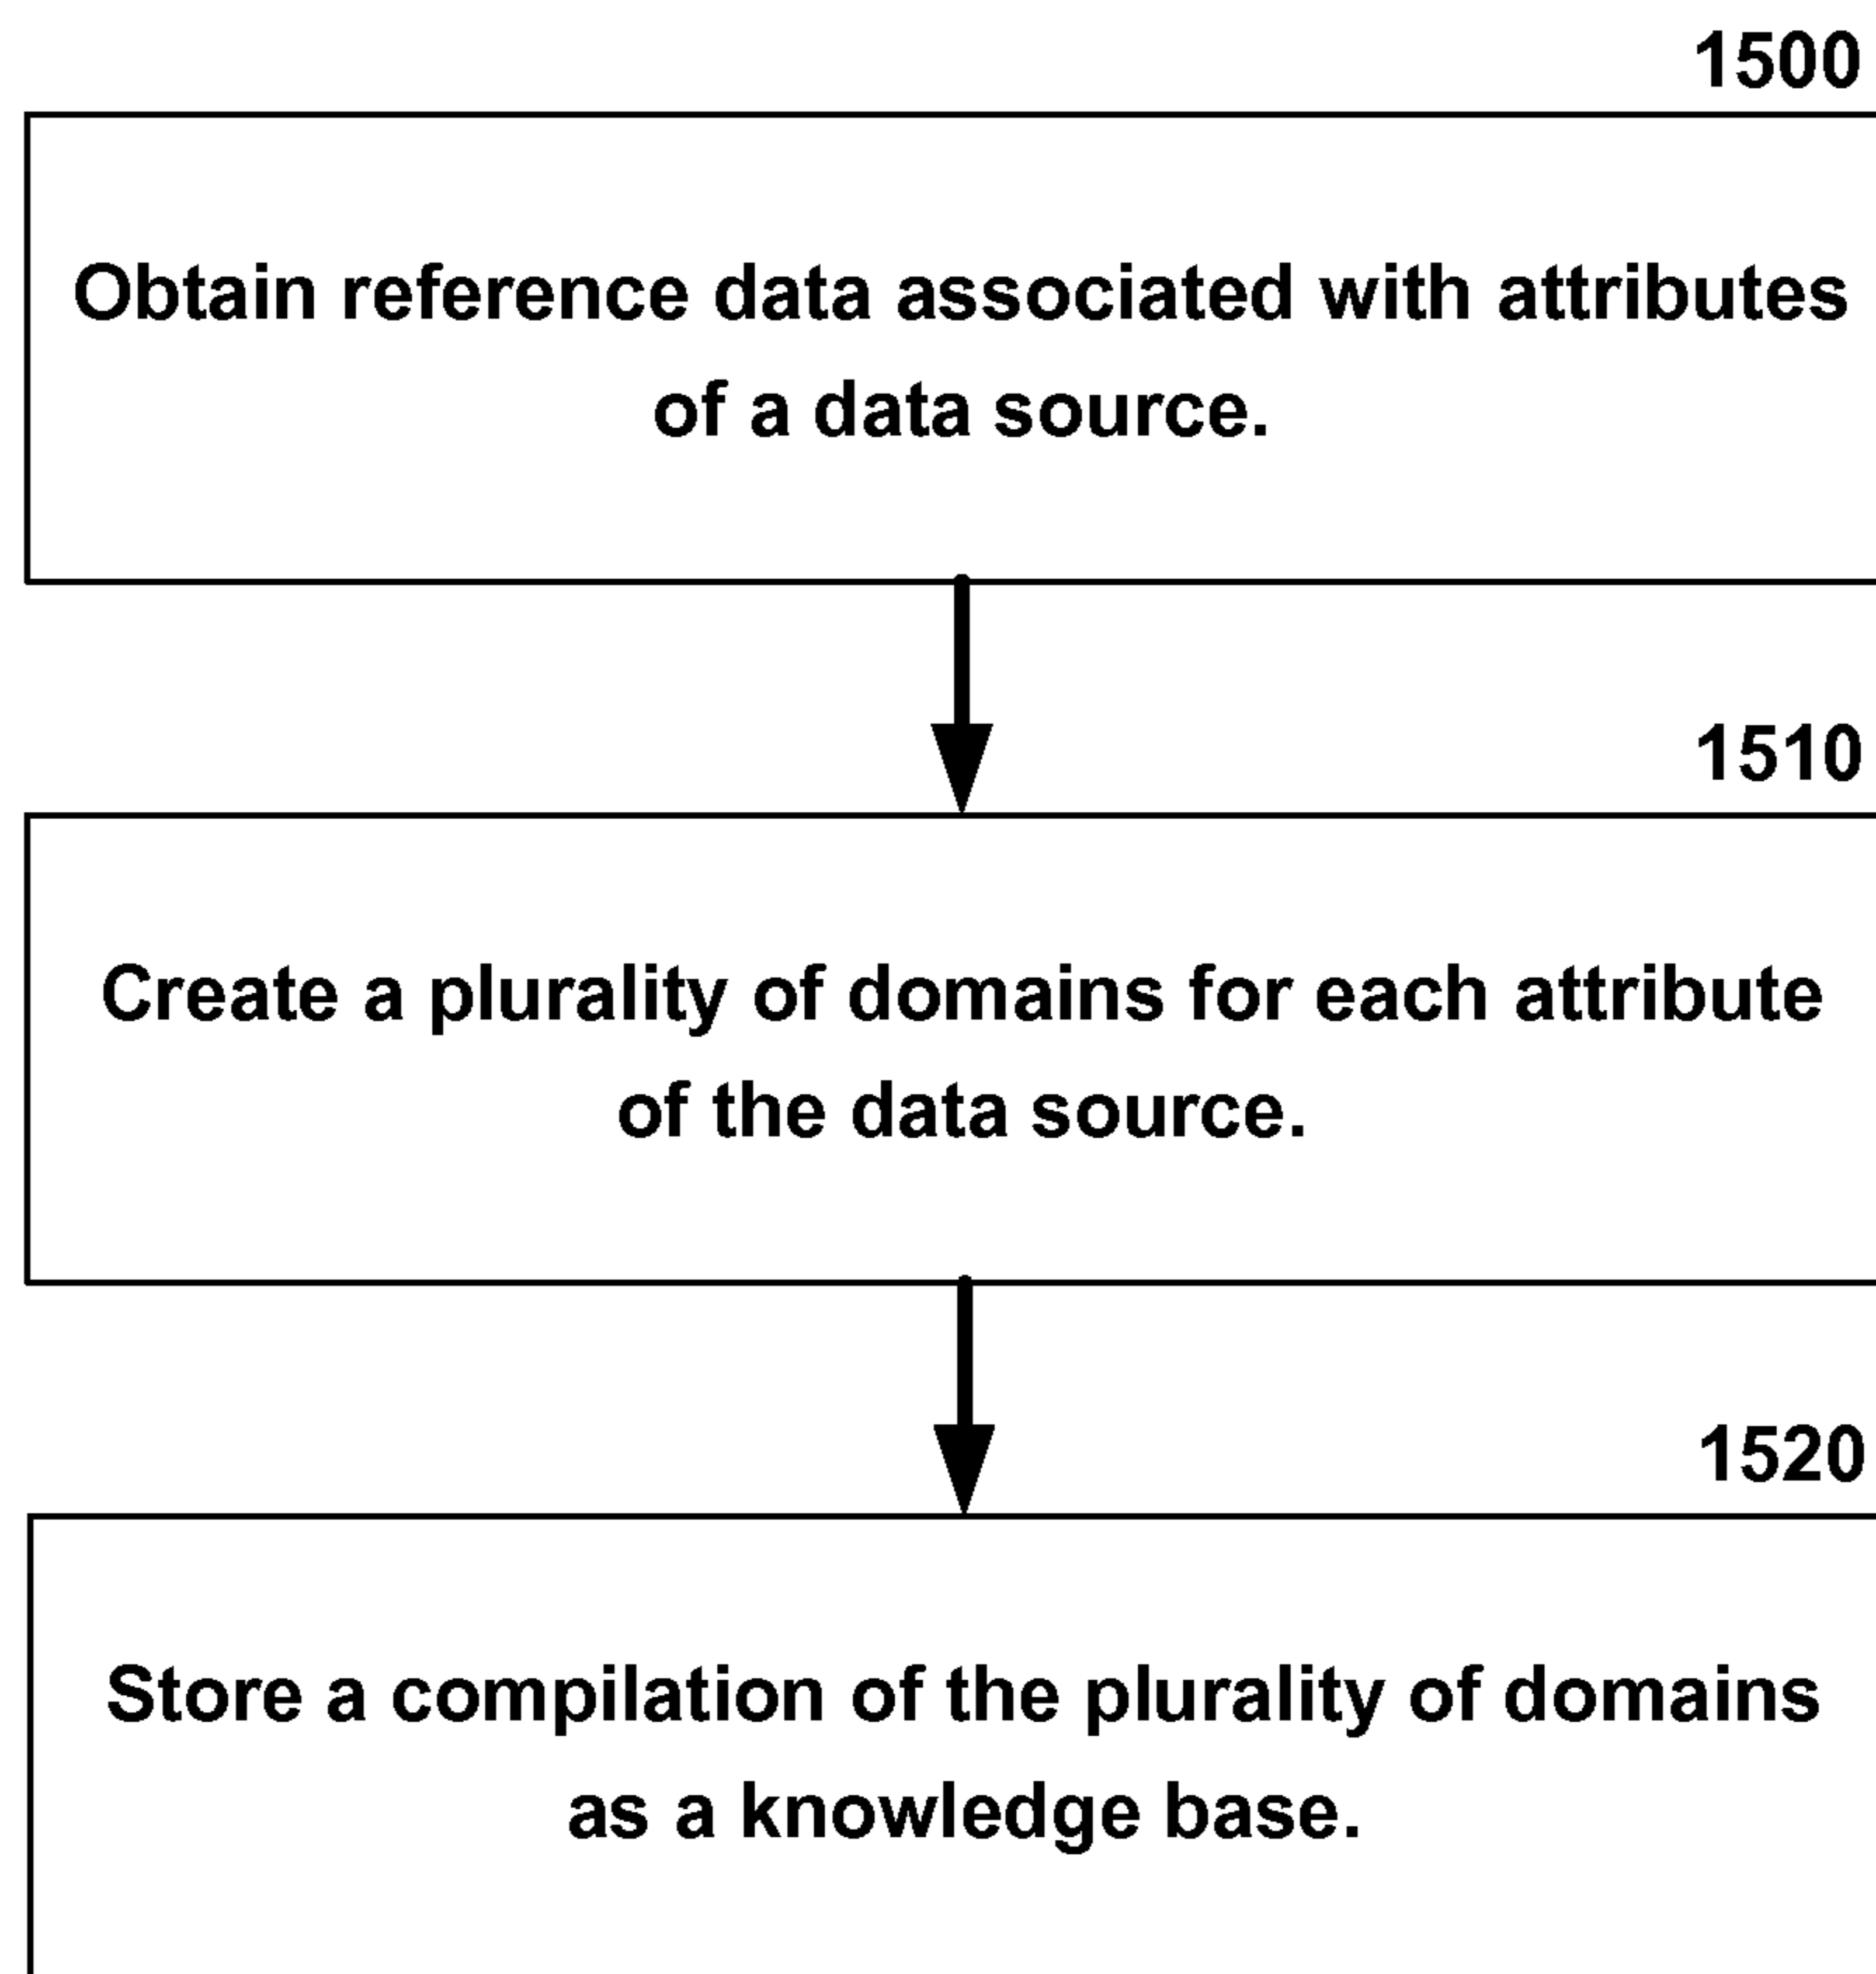 1500
Obtain reference data associated with attributes
of a data source.
1510
Create a plurality of domains for each attribute
of the data source.
1520
Store a compilation of the plurality of domains
as a knowledge base.